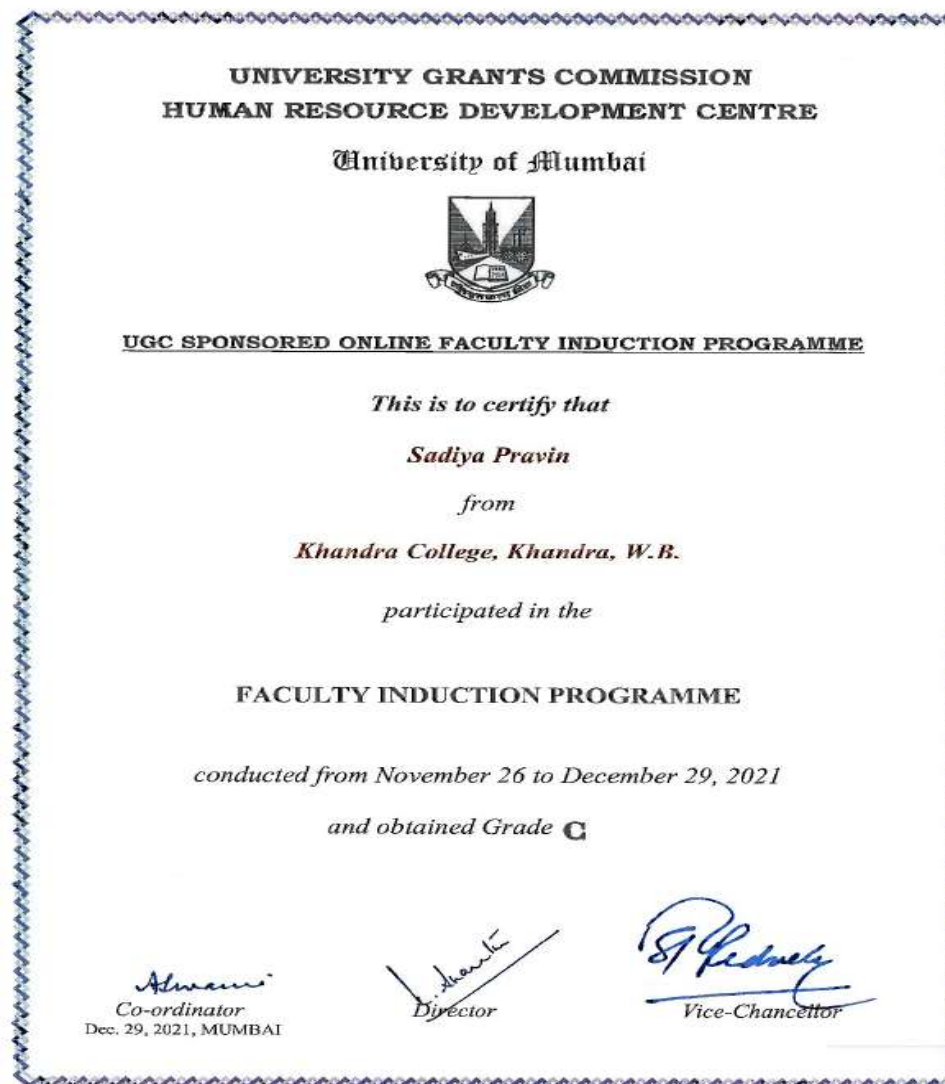 UNIVERSITY GRANTS COMMISSION
HUMAN RESOURCE DEVELOPMENT CENTRE
University of Mumbai
UGC SPONSORED ONLINE FACULTY INDUCTION PROGRAMME
This is to certify that
Sadiya Pravin
from
Khandra College, Khandra, W.B.
participated in the
FACULTY INDUCTION PROGRAMME
conducted from November 26 to December 29, 2021
and obtained Grade C
Co-ordinator
Director
Vice-Chancellor
Dec. 29, 2021, MUMBAI